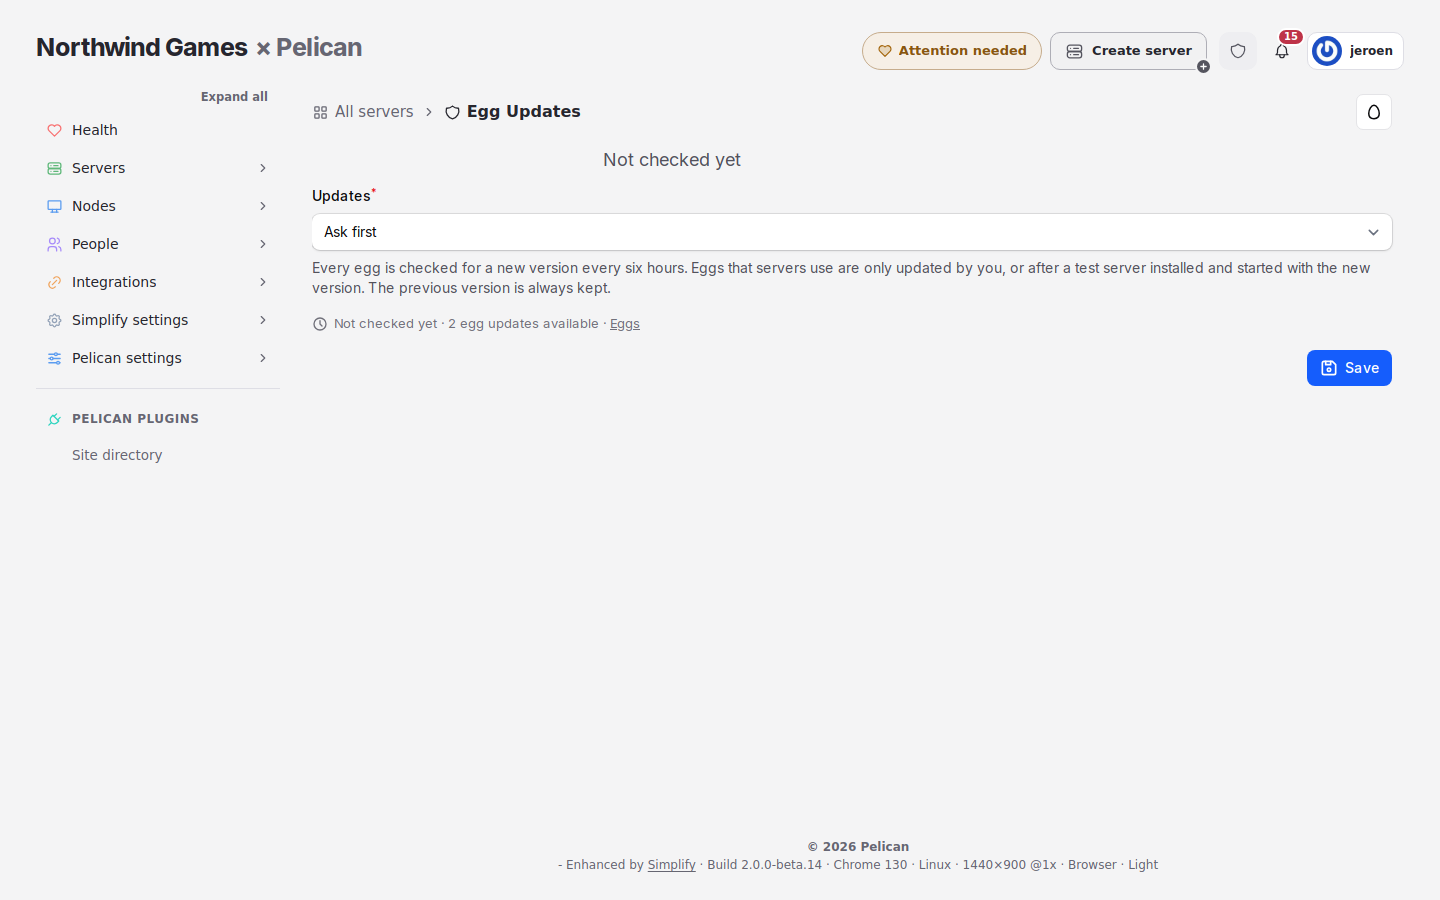 Northwind Games × Pelican
Attention needed
Create server
15
jeroen
Expand all
Health
Servers
Nodes
People
Integrations
Simplify settings
Pelican settings
PELICAN PLUGINS
Site directory
All servers
Egg Updates
Not checked yet
Updates*
Ask first
Every egg is checked for a new version every six hours. Eggs that servers use are only updated by you, or after a test server installed and started with the new
version. The previous version is always kept.
Not checked yet · 2 egg updates available · Eggs
Save
© 2026 Pelican
- Enhanced by Simplify · Build 2.0.0-beta.14 · Chrome 130 · Linux · 1440×900 @1x · Browser · Light